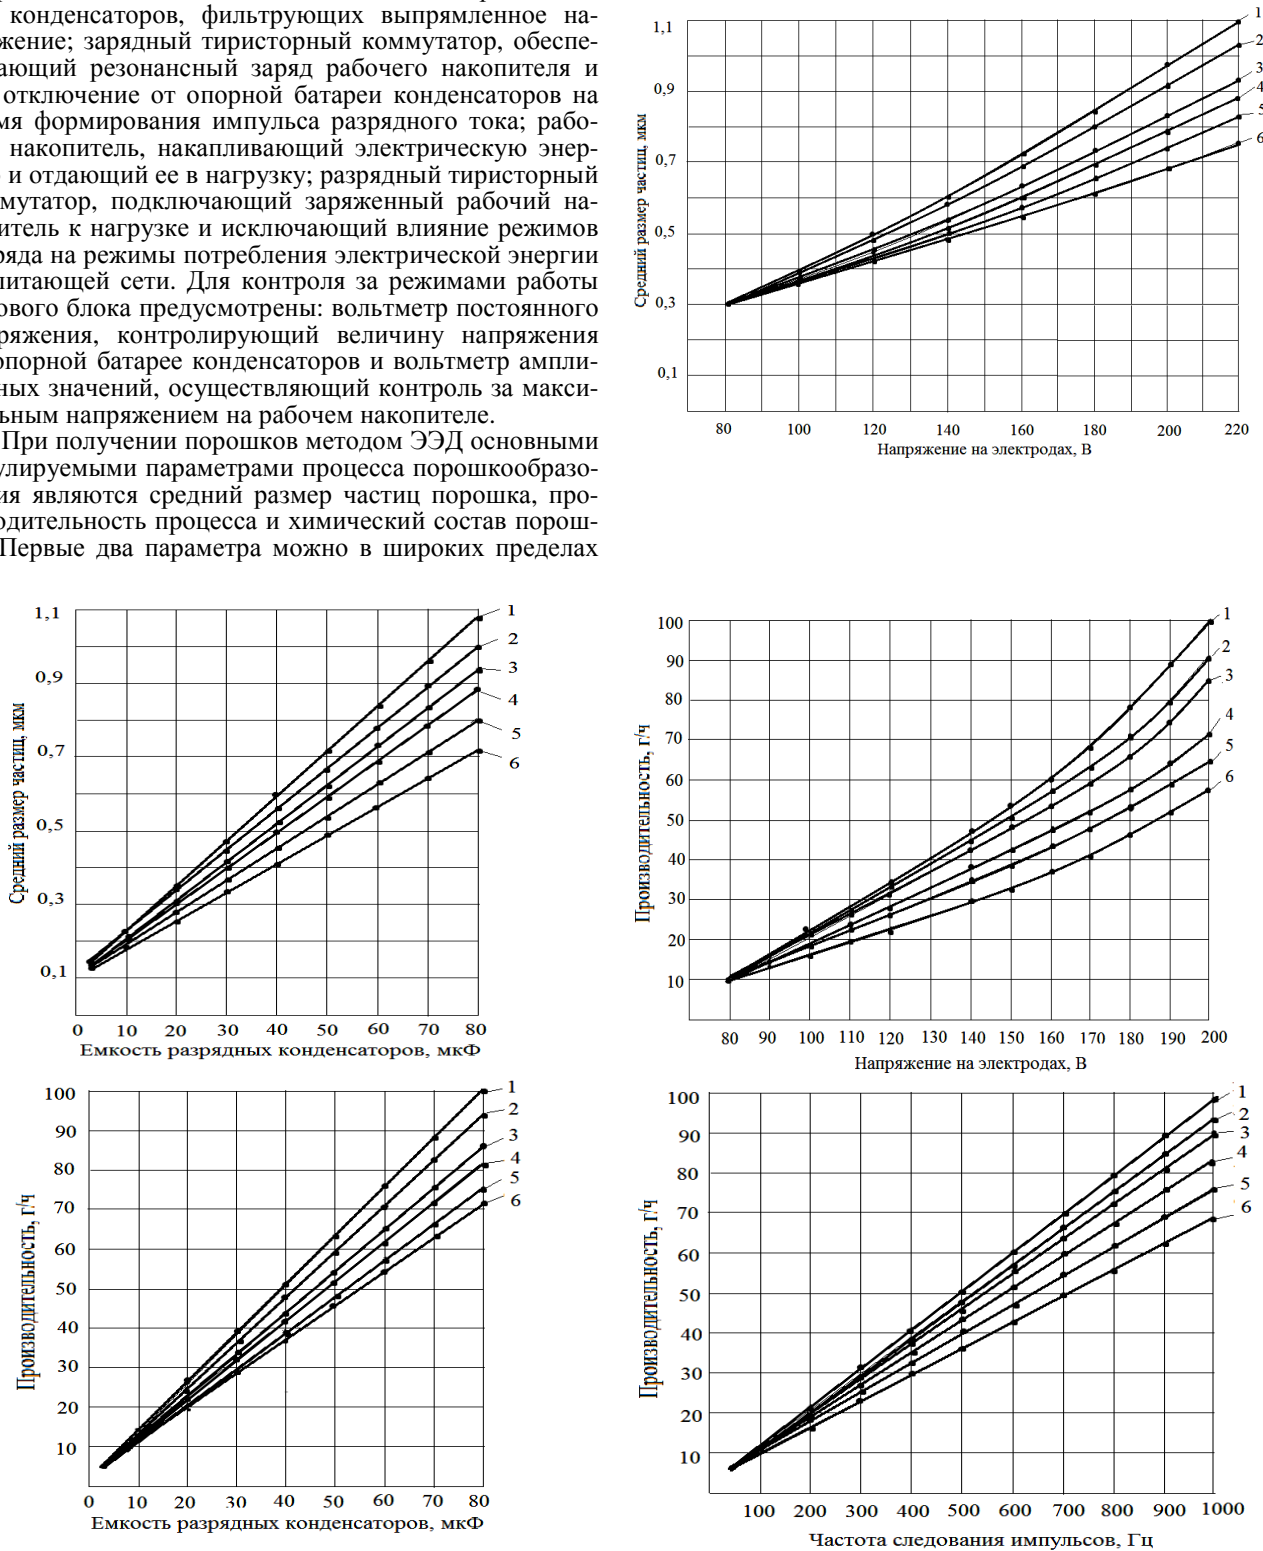 конденсаторов, фильтрующих выпрямленное на-
жение; зарядный тиристорный коммутатор, обеспе-
ающий резонансный заряд рабочего накопителя и
отключение от опорной батареи конденсаторов на
мя формирования импульса разрядного тока; рабо-
накопитель, накапливающий электрическую энер-
и отдающий ее в нагрузку; разрядный тиристорный
мутатор, подключающий заряженный рабочий на-
итель к нагрузке и исключающий влияние режимов
ряда на режимы потребления электрической энергии
питающей сети. Для контроля за режимами работы
ового блока предусмотрены: вольтметр постоянного
ряжения, контролирующий величину напряжения
опорной батарее конденсаторов и вольтметр ампли-
ных значений, осуществляющий контроль за макси-
льным напряжением на рабочем накопителе.
При получении порошков методом ЭЭД основными
улируемыми параметрами процесса порошкообразо-
ия являются средний размер частиц порошка, про-
одительность процесса и химический состав порош-
Первые два параметра можно в широких пределах
Средний размер частиц, мкм
1,1
0,9
0,7
0,5
0,3
0,1
1
2
3
4
5
6
80 100 120 140 160 180 200 220
Напряжение на электродах, В
Средний размер частиц, мкм
1,1
0,9
0,7
0,5
0,3
0,1
1
2
3
4
5
6
0 10 20 30 40 50 60 70 80
Емкость разрядных конденсаторов, мкФ
Производительность, г/ч
100
90
80
70
60
50
40
30
20
10
1
2
3
4
5
6
80 90 100 110 120 130 140 150 160 170 180 190 200
Напряжение на электродах, В
Производительность, г/ч
100
90
80
70
60
50
40
30
20
10
1
2
3
4
5
6
0 10 20 30 40 50 60 70 80
Емкость разрядных конденсаторов, мкФ
Производительность, г/ч
100
90
80
70
60
50
40
30
20
10
1
2
3
4
5
6
100 200 300 400 500 600 700 800 900 1000
Частота следования импульсов, Гц